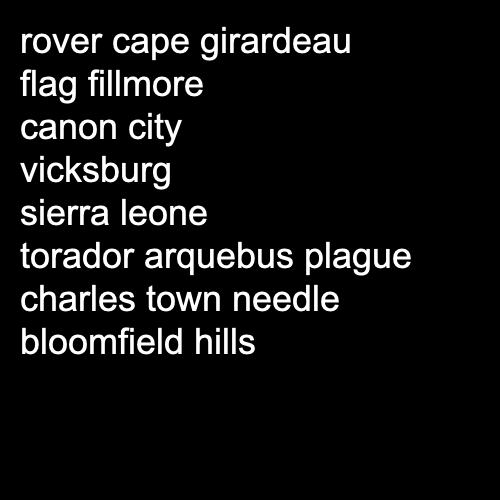 rover cape girardeau
flag fillmore
canon city
vicksburg
sierra leone
torador arquebus plague
charles town needle
bloomfield hills